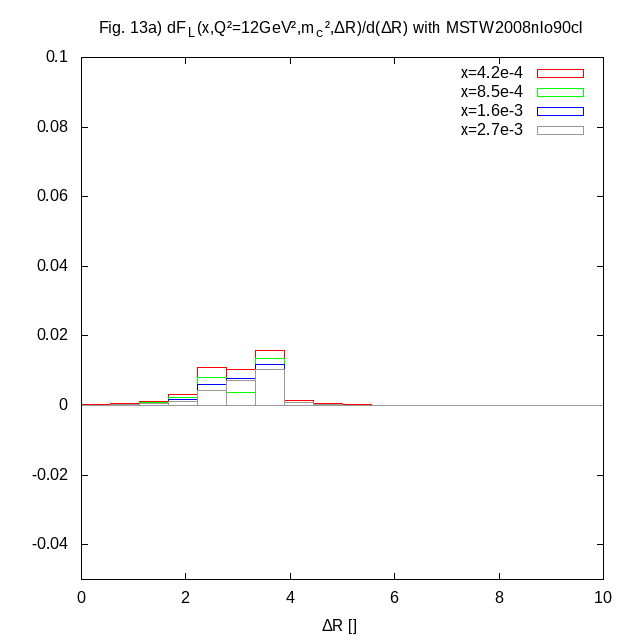 Fig. 13a) dF_L(x,Q²=12GeV²,m_c²,ΔR)/d(ΔR) with MSTW2008nlo90cl
x=4.2e-4
x=8.5e-4
x=1.6e-3
x=2.7e-3
0.1
0.08
0.06
0.04
0.02
0
-0.02
-0.04
0 2 4 6 8 10
ΔR []